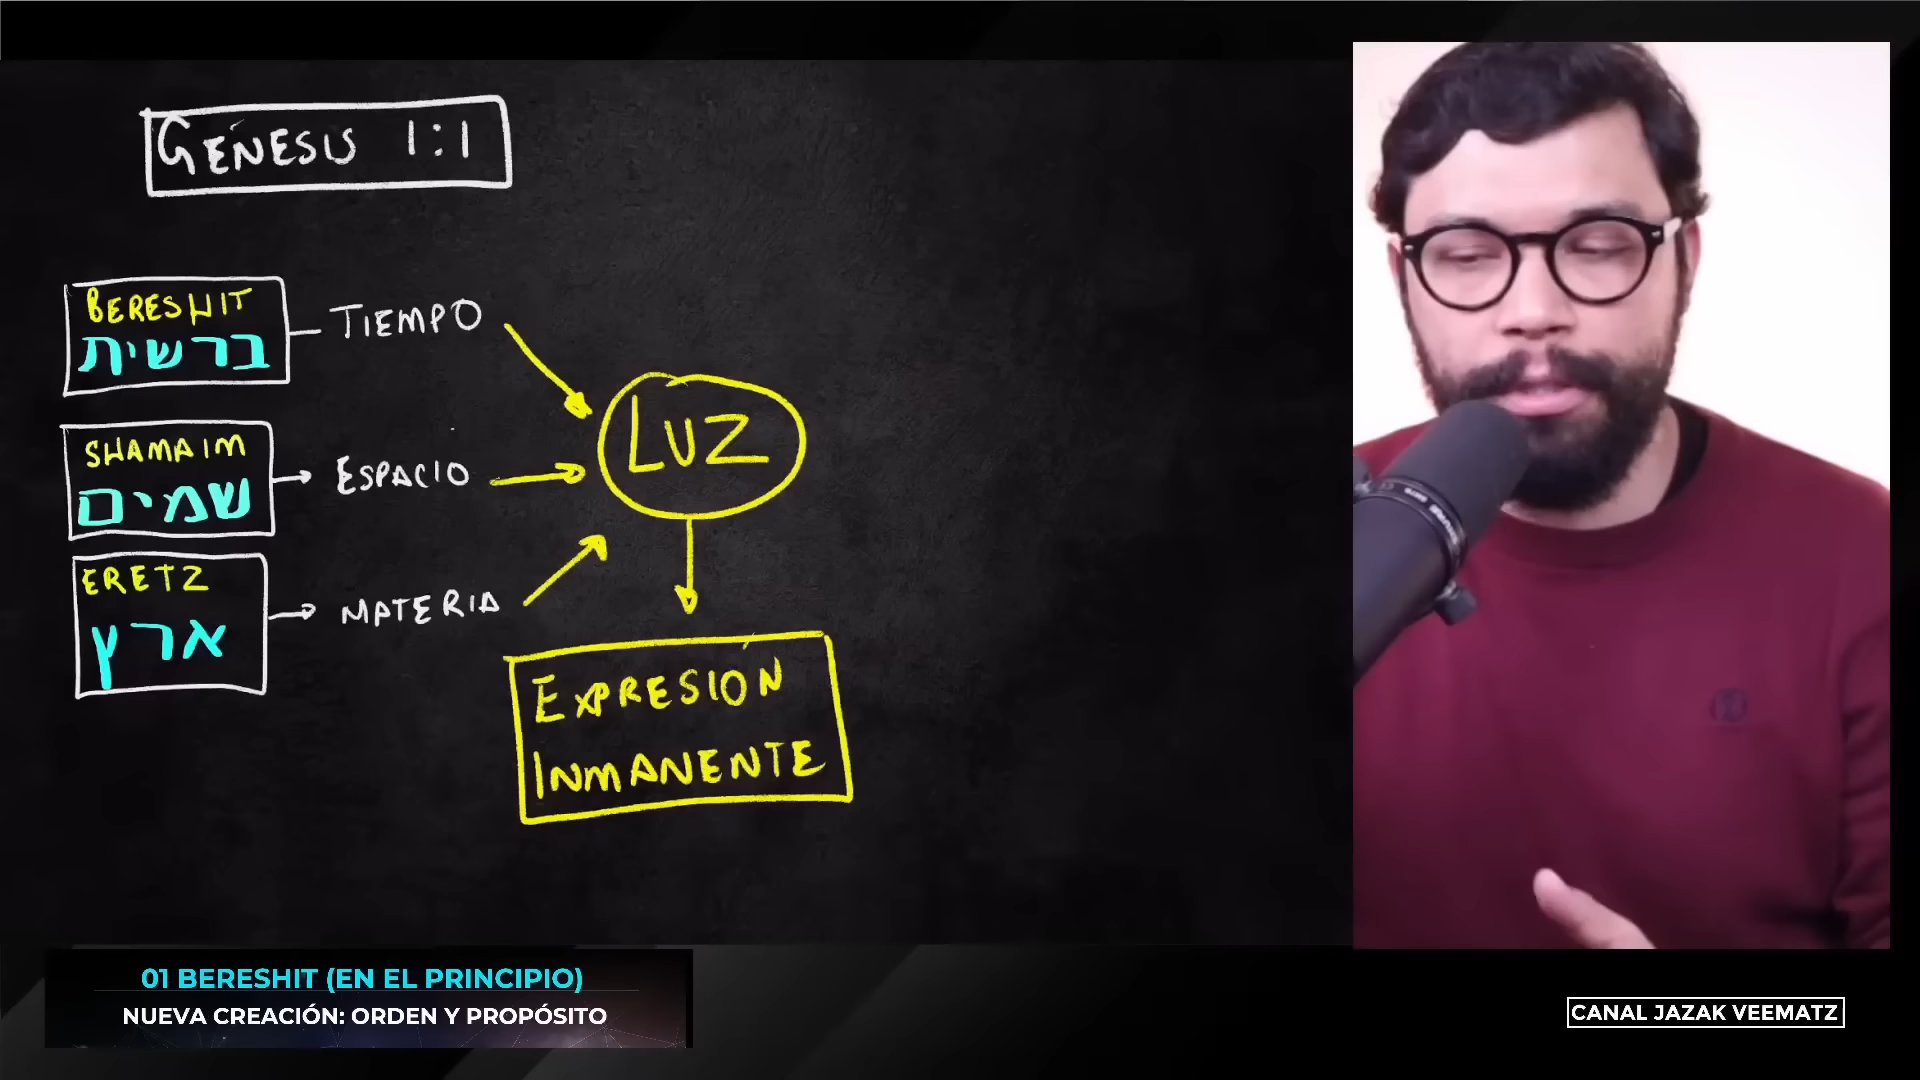 GÉNESIS 1:1
BERESHIT
ברשית
TIEMPO
SHAMAIM
שמים
ESPACIO
ERETZ
ארץ
MATERIA
LUZ
EXPRESIÓN
INMANENTE
01 BERESHIT (EN EL PRINCIPIO)
NUEVA CREACIÓN: ORDEN Y PROPÓSITO
CANAL JAZAK VEEMATZ